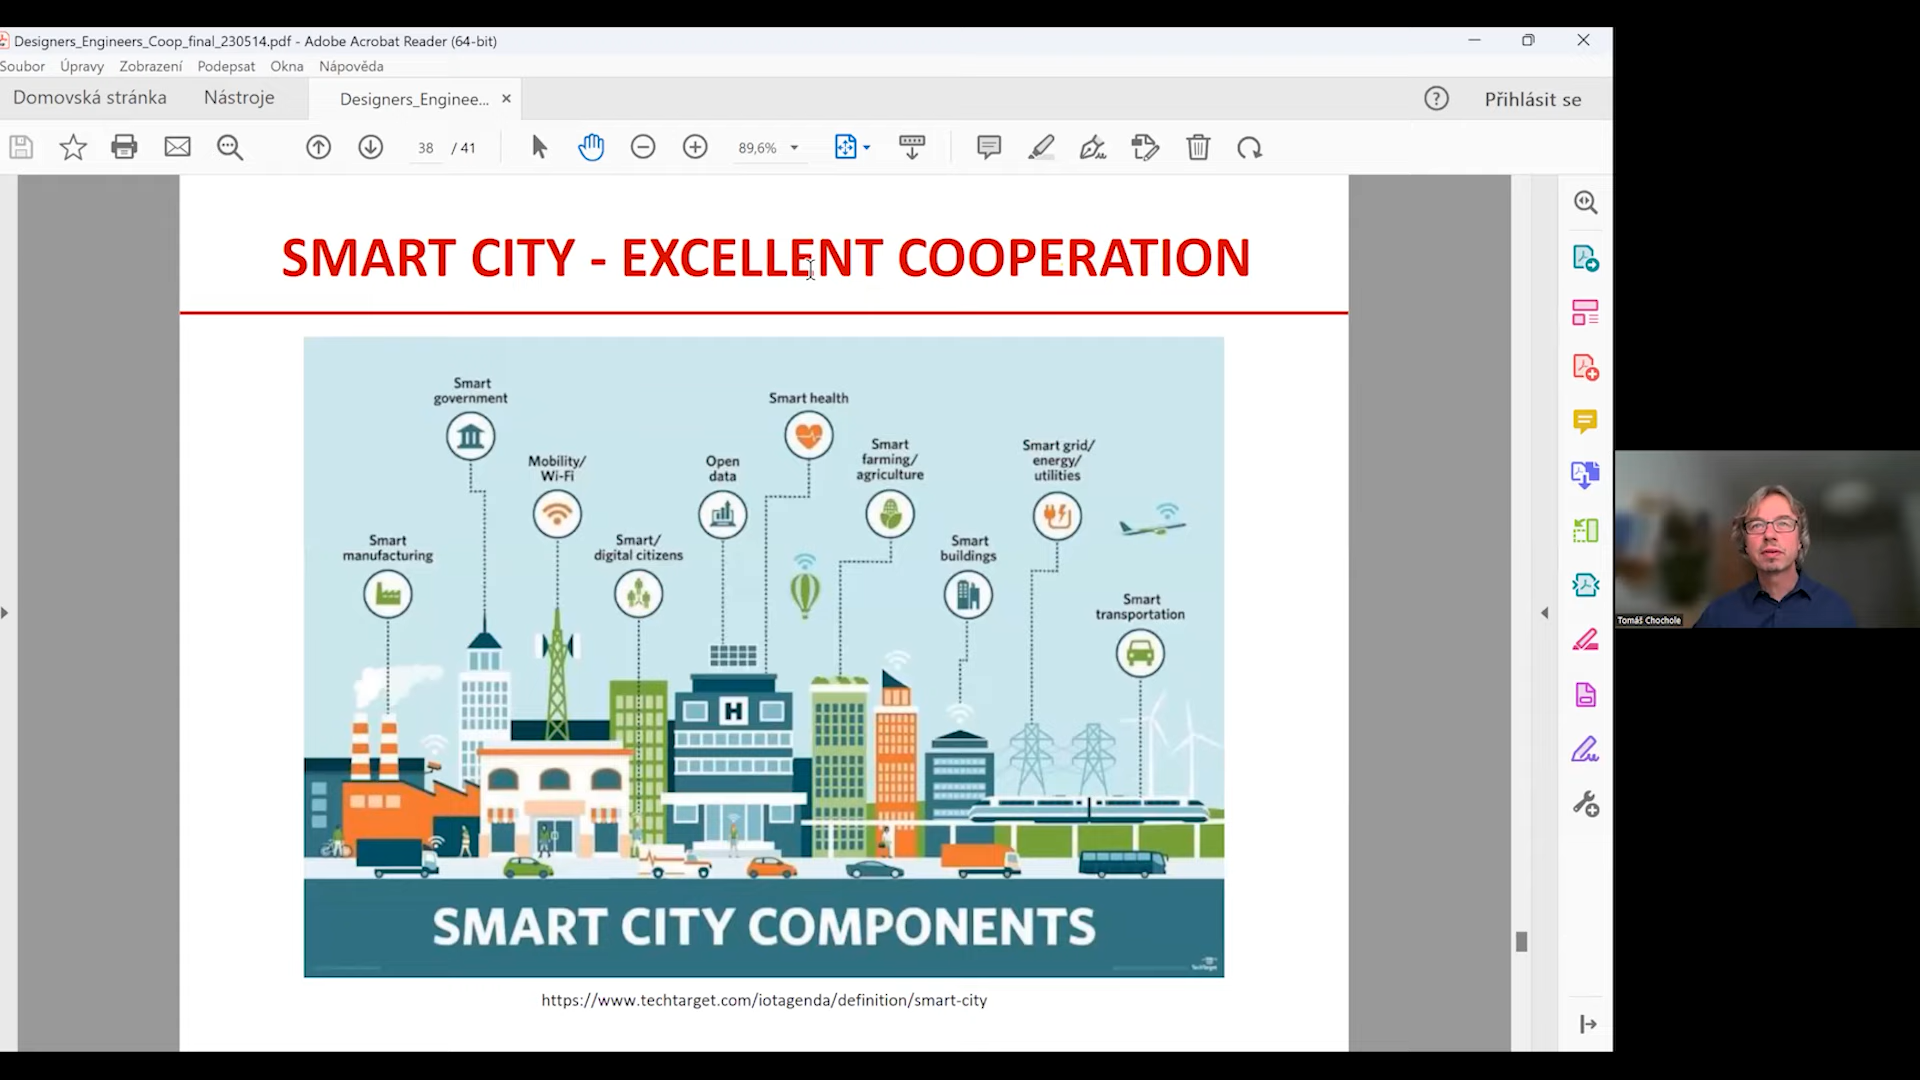 Designers_Engineers_Coop_final_230514.pdf - Adobe Acrobat Reader (64-bit)
Soubor Úpravy Zobrazení Podepsat Okna Nápověda
Domovská stránka Nástroje Designers_Enginee... Přihlásit se
38 / 41 89,6%
SMART CITY - EXCELLENT COOPERATION
Smart
government
Smart health
Mobility/
Wi-Fi
Open
data
Smart
farming/
agriculture
Smart grid/
energy/
utilities
Smart
manufacturing
Smart/
digital citizens
Smart
buildings
Smart
transportation
H
SMART CITY COMPONENTS
TechTarget
https://www.techtarget.com/iotagenda/definition/smart-city
Tomáš Chochole